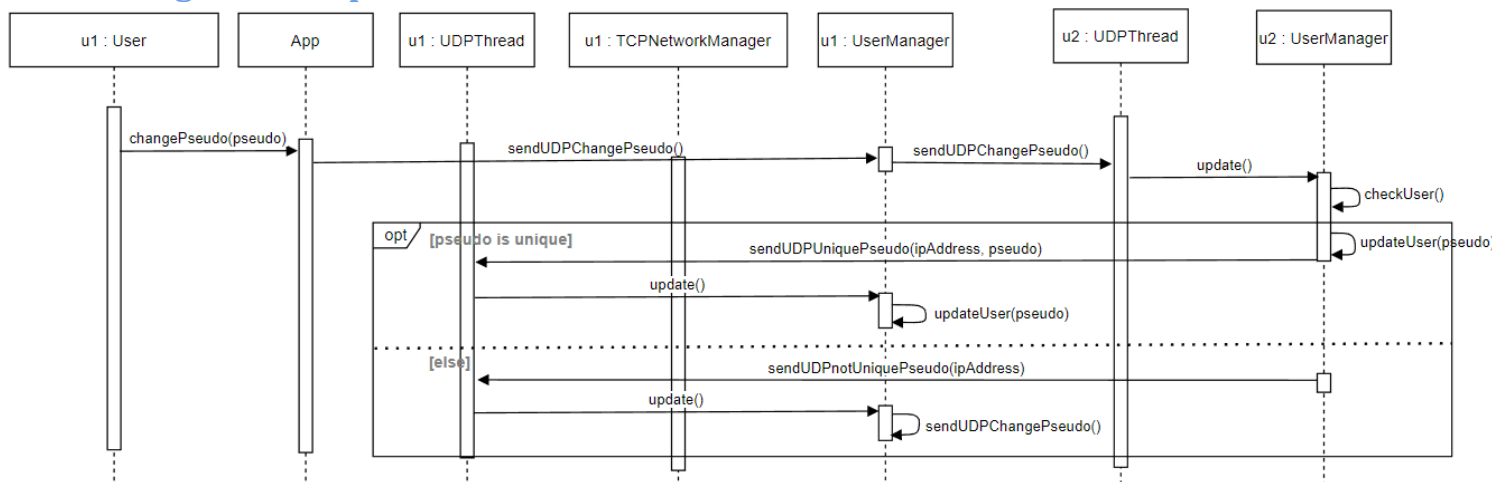 u1 : User
App
u1 : UDPThread
u1 : TCPNetworkManager
u1 : UserManager
u2 : UDPThread
u2 : UserManager
changePseudo(pseudo)
sendUDPChangePseudo()
sendUDPChangePseudo()
update()
checkUser()
opt
[pseudo is unique]
updateUser(pseudo)
sendUDPUniquePseudo(ipAddress, pseudo)
update()
updateUser(pseudo)
[else]
sendUDPnotUniquePseudo(ipAddress)
update()
sendUDPChangePseudo()